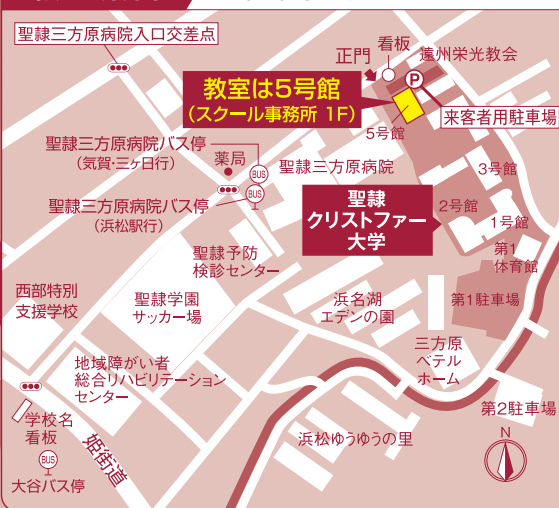 聖隷三方原病院入口交差点
看板
正門
遠州栄光教会
P
教室は5号館
(スクール事務所 1F)
来客者用駐車場
5号館
聖隷三方原病院バス停
(気賀・三ヶ日行)
薬局
BUS
聖隷三方原病院
3号館
聖隷三方原病院バス停
(浜松駅行)
BUS
聖隷
クリストファー
大学
2号館
1号館
第1
体育館
聖隷予防
検診センター
西部特別
支援学校
聖隷学園
サッカー場
浜名湖
エデンの園
第1駐車場
三方原
ベテル
ホーム
地域障がい者
総合リハビリテーション
センター
第2駐車場
学校名
看板
姫街道
浜松ゆうゆうの里
N
BUS
大谷バス停